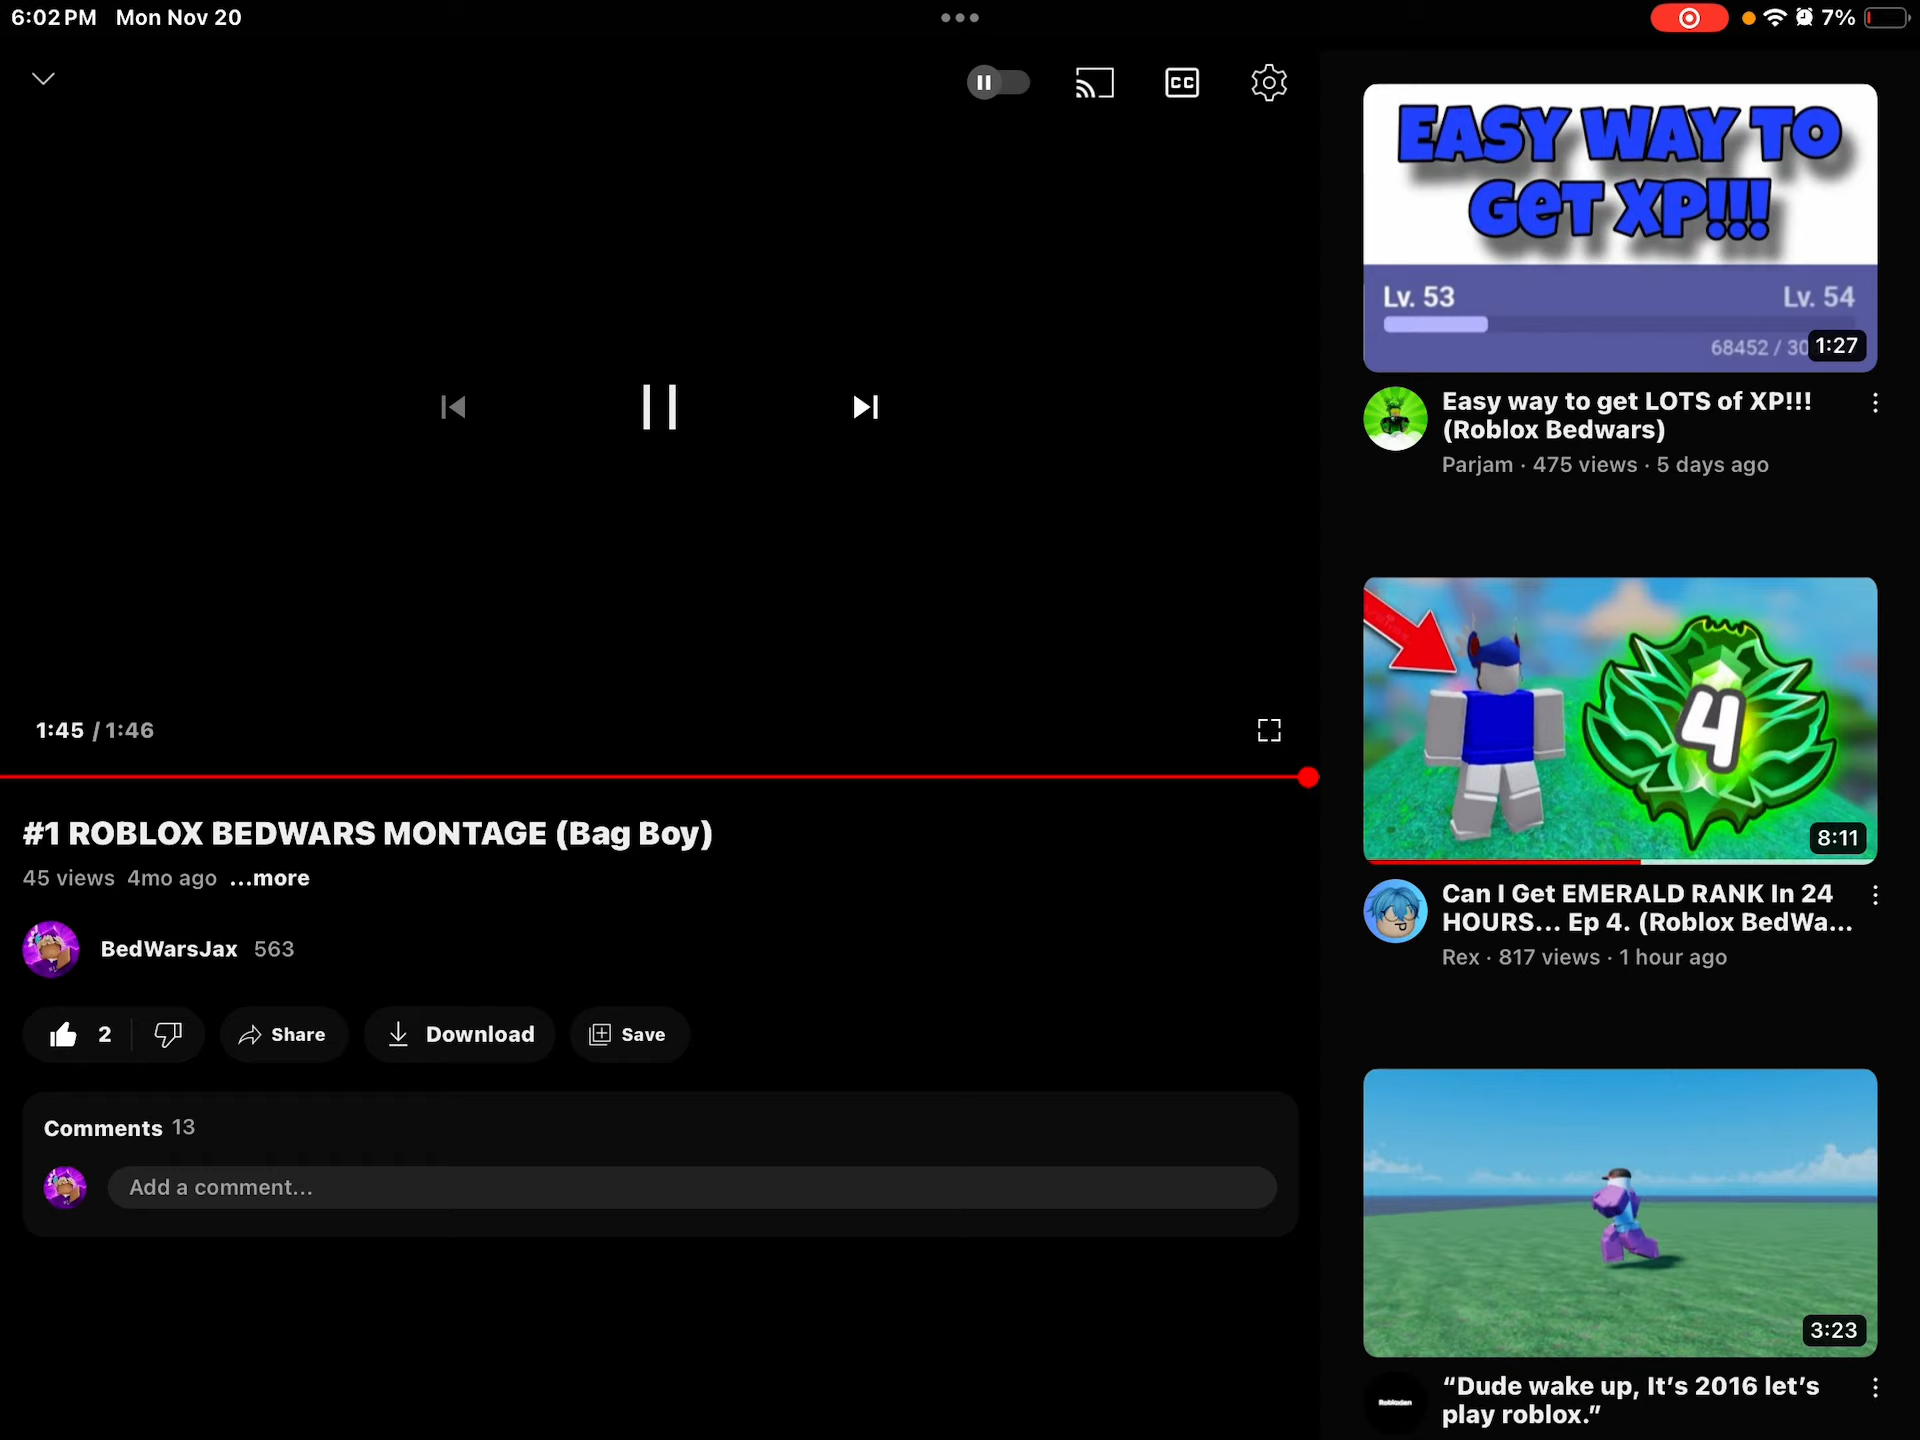 6:02 PM Mon Nov 20
7%
CC
1:45 / 1:46
#1 ROBLOX BEDWARS MONTAGE (Bag Boy)
45 views 4mo ago ...more
BedWarsJax 563
2
Share
Download
Save
Comments 13
Add a comment...
EASY WAY TO
GET XP!!!
Lv. 53
Lv. 54
68452 / 30
1:27
Easy way to get LOTS of XP!!!
(Roblox Bedwars)
Parjam · 475 views · 5 days ago
4
8:11
Can I Get EMERALD RANK In 24
HOURS... Ep 4. (Roblox BedWa...
Rex · 817 views · 1 hour ago
3:23
“Dude wake up, It’s 2016 let’s
play roblox.”